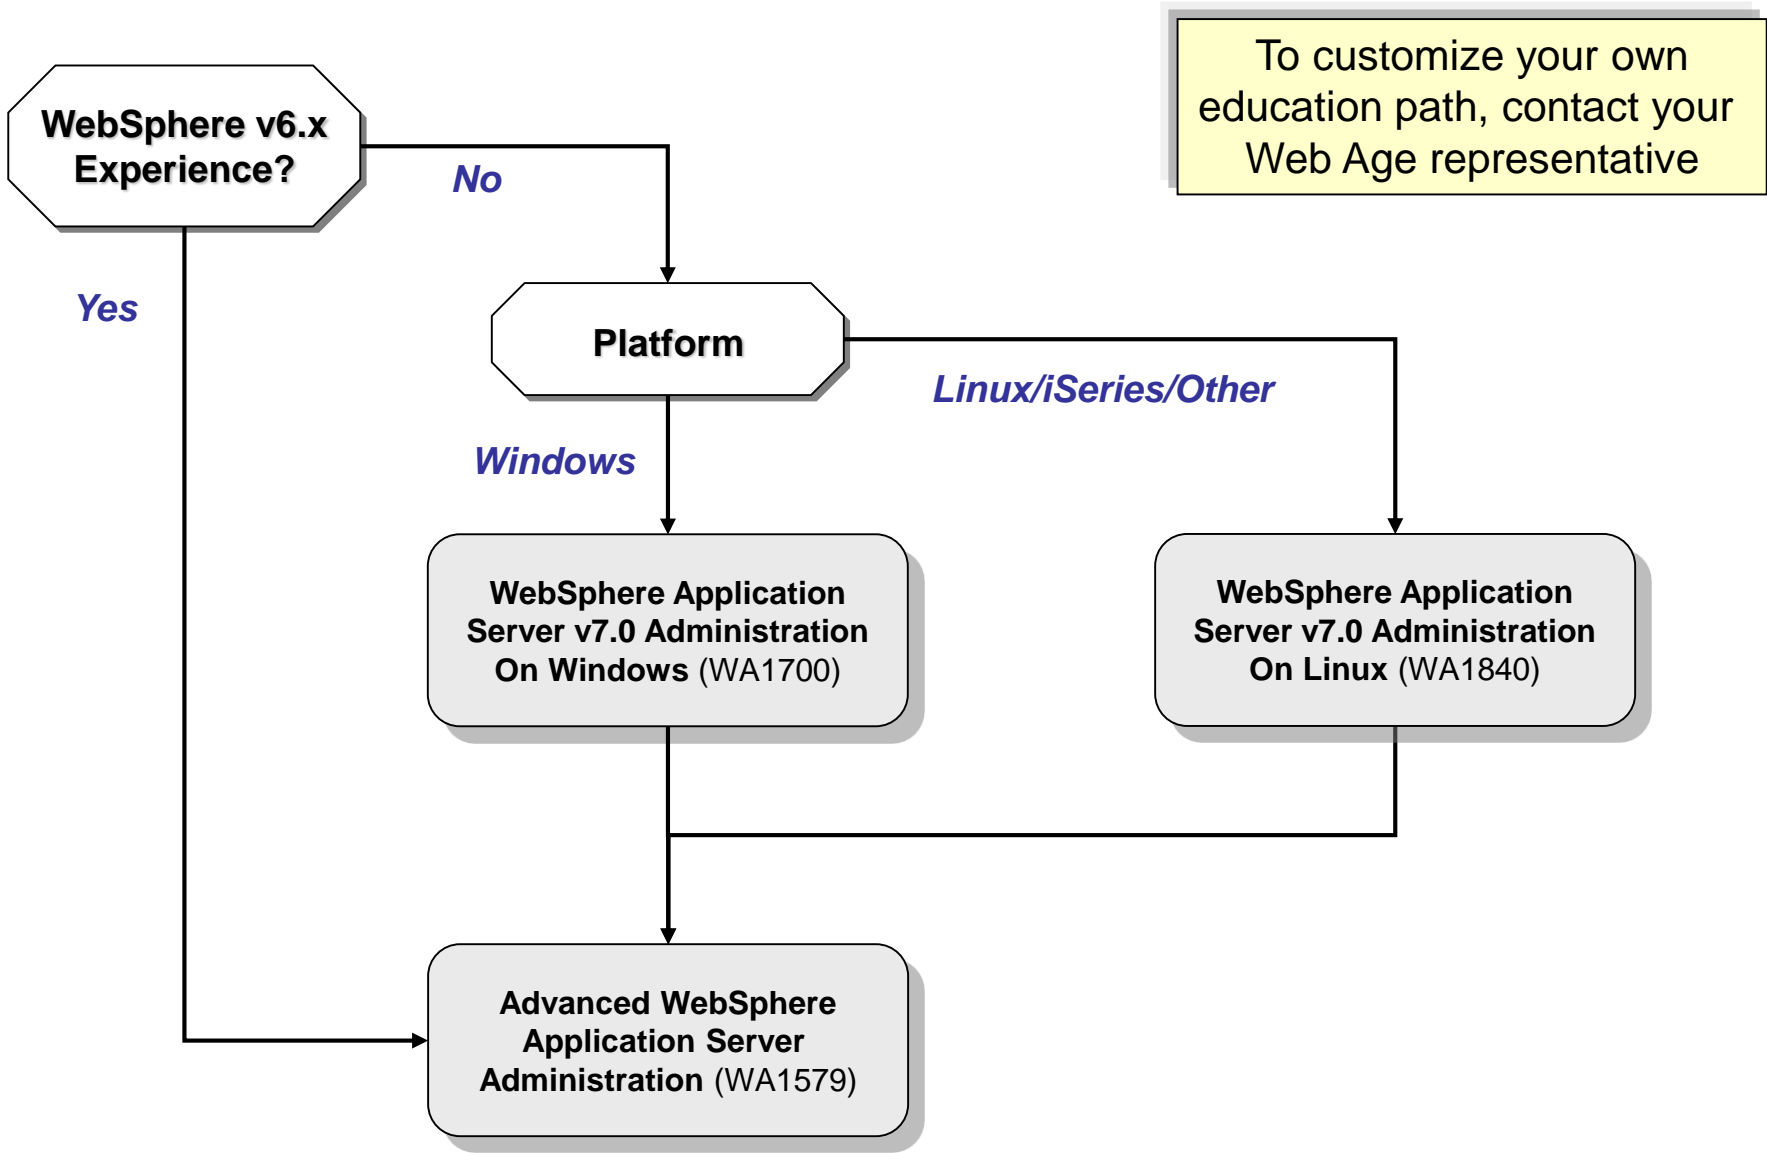 To customize your own
education path, contact your
Web Age representative
WebSphere v6.x
Experience?
No
Yes
Platform
Linux/iSeries/Other
Windows
WebSphere Application
Server v7.0 Administration
On Windows (WA1700)
WebSphere Application
Server v7.0 Administration
On Linux (WA1840)
Advanced WebSphere
Application Server
Administration (WA1579)